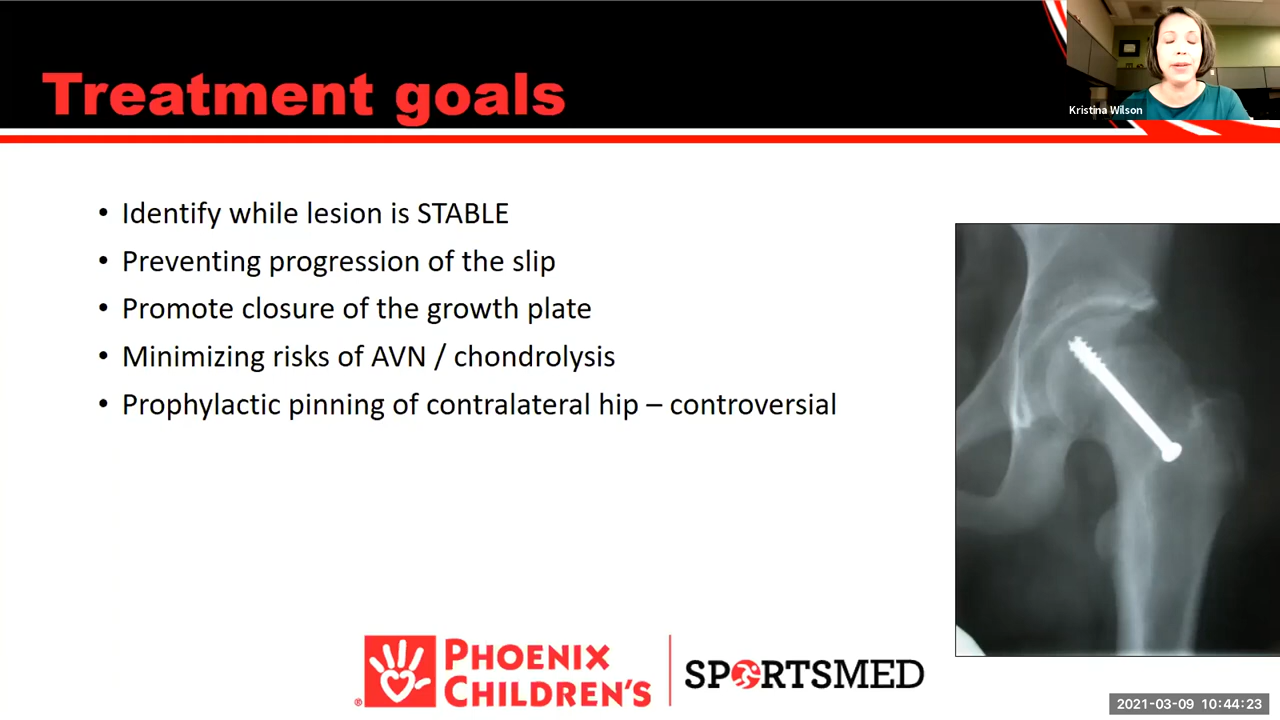 Treatment goals
Kristina Wilson
• Identify while lesion is STABLE
• Preventing progression of the slip
• Promote closure of the growth plate
• Minimizing risks of AVN / chondrolysis
• Prophylactic pinning of contralateral hip – controversial
PHOENIX
CHILDREN'S
®
SPORTSMED
2021-03-09 10:44:23